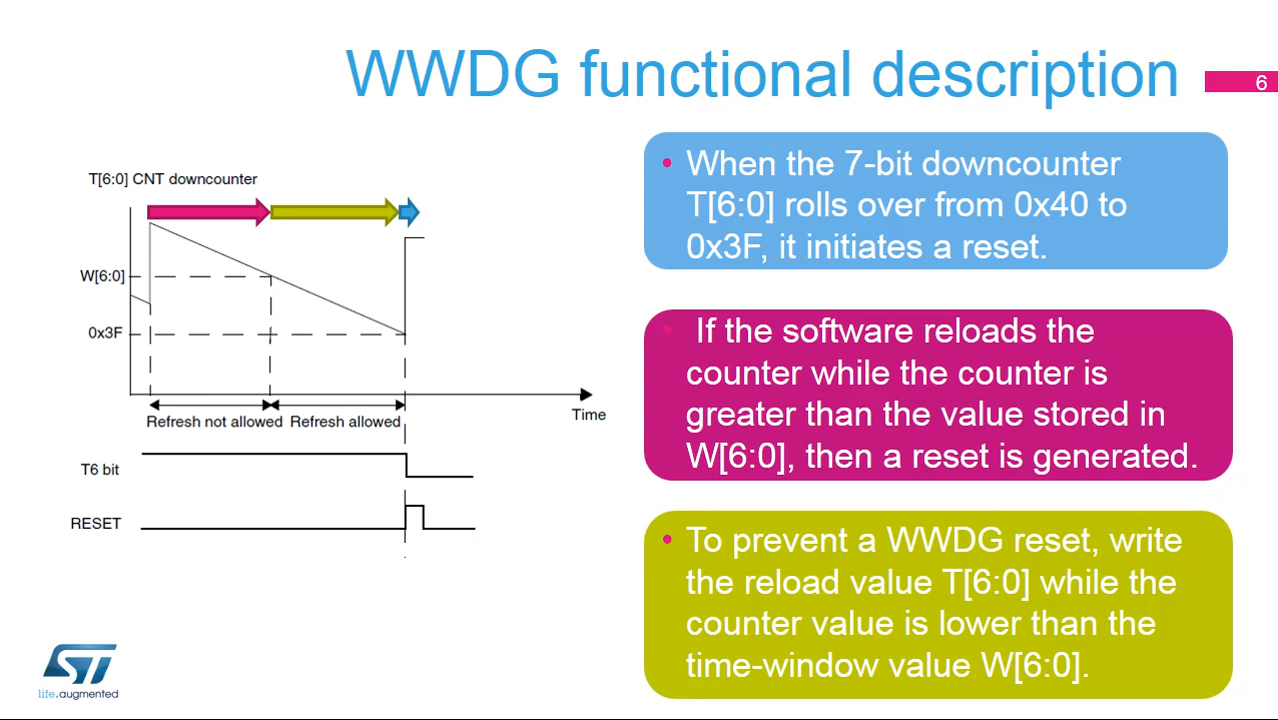 WWDG functional description
6
T[6:0] CNT downcounter
W[6:0]
0x3F
Refresh not allowed
Refresh allowed
Time
T6 bit
RESET
• When the 7-bit downcounter
T[6:0] rolls over from 0x40 to
0x3F, it initiates a reset.
• If the software reloads the
counter while the counter is
greater than the value stored in
W[6:0], then a reset is generated.
• To prevent a WWDG reset, write
the reload value T[6:0] while the
counter value is lower than the
time-window value W[6:0].
ST
life.augmented